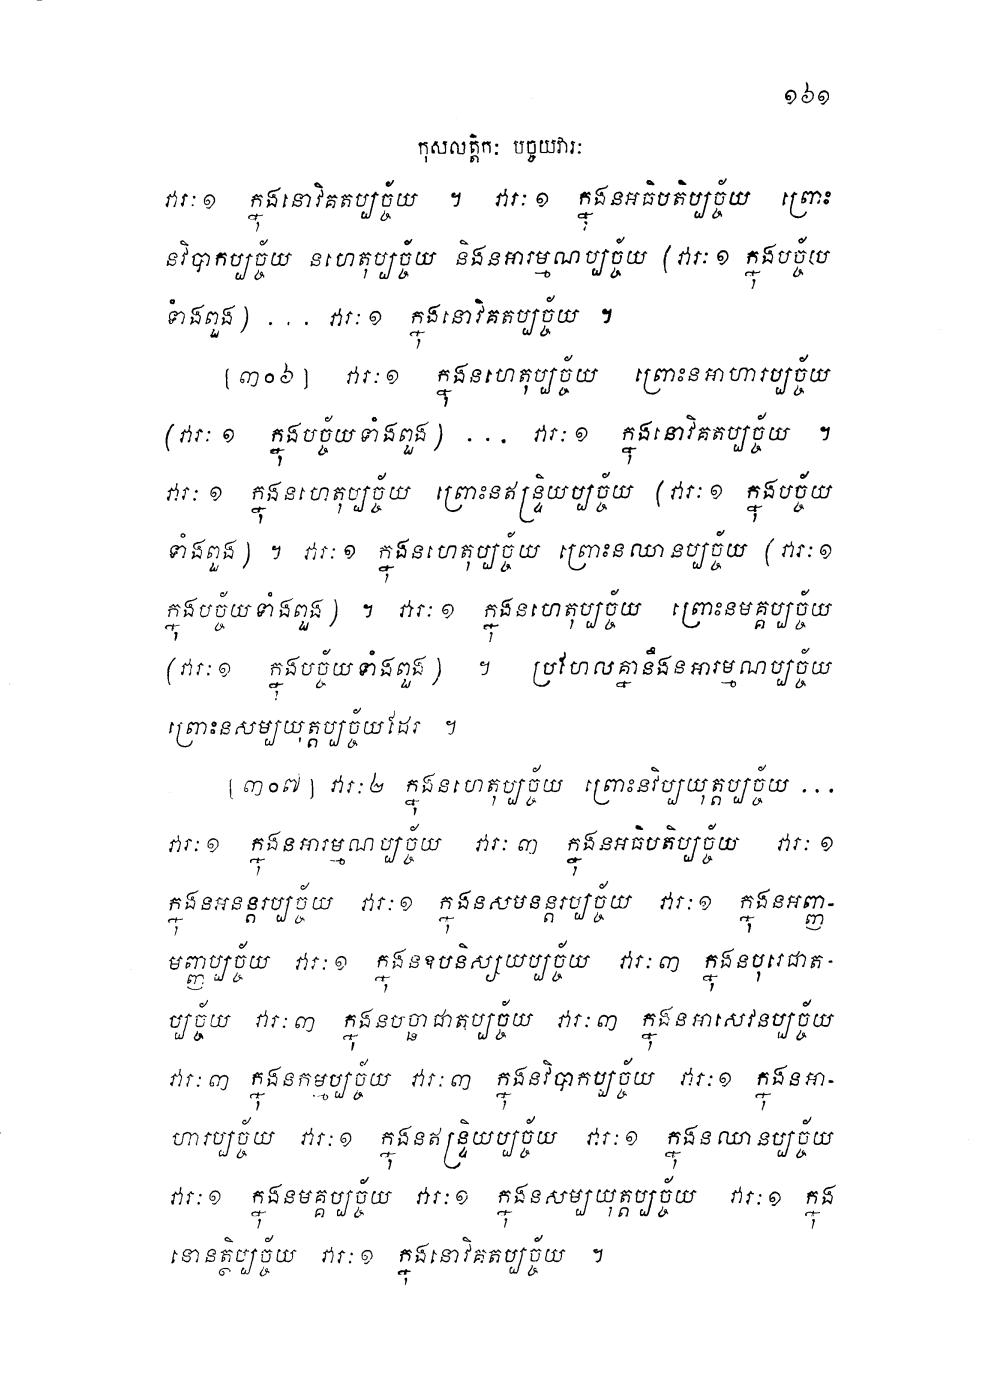 ១៦១
កុសលត្តិកៈ បច្ចយវារៈ
វារៈ១ ក្នុងនោវិគតប្បច្ច័យ ។ វារៈ១ ក្នុងនអធិបតិប្បច្ច័យ ព្រោះ
នវិបាកប្បច្ច័យ នហេតុប្បច្ច័យ និងនអារម្មណប្បច្ច័យ (វារៈ១ ក្នុងបច្ច័យ
ទាំងពួង) ... វារៈ១ ក្នុងនោវិគតប្បច្ច័យ ។
[៣០៦] វារៈ១ ក្នុងនហេតុប្បច្ច័យ ព្រោះនអាហារប្បច្ច័យ
(វារៈ ១ ក្នុងបច្ច័យទាំងពួង) ... វារៈ១ ក្នុងនោវិគតប្បច្ច័យ ។
វារៈ១ ក្នុងនហេតុប្បច្ច័យ ព្រោះនឥន្ទ្រិយប្បច្ច័យ (វារៈ១ ក្នុងបច្ច័យ
ទាំងពួង) ។ វារៈ១ ក្នុងនហេតុប្បច្ច័យ ព្រោះនឈានប្បច្ច័យ (វារៈ១
ក្នុងបច្ច័យទាំងពួង) ។ វារៈ១ ក្នុងនហេតុប្បច្ច័យ ព្រោះនមគ្គប្បច្ច័យ
(វារៈ១ ក្នុងបច្ច័យទាំងពួង) ។ ប្រហែលគ្នានឹងនអារម្មណប្បច្ច័យ
ព្រោះនសម្បយុត្តប្បច្ច័យដែរ ។
[៣០៧] វារៈ២ ក្នុងនហេតុប្បច្ច័យ ព្រោះនវិប្បយុត្តប្បច្ច័យ ...
វារៈ១ ក្នុងនអារម្មណប្បច្ច័យ វារៈ៣ ក្នុងនអធិបតិប្បច្ច័យ វារៈ១
ក្នុងនអនន្តរប្បច្ច័យ វារៈ១ ក្នុងនសមនន្តរប្បច្ច័យ វារៈ១ ក្នុងនអញ្ញា-
មញ្ញប្បច្ច័យ វារៈ១ ក្នុងនឧបនិស្សយប្បច្ច័យ វារៈ៣ ក្នុងនបុរេជាត-
ប្បច្ច័យ វារៈ៣ ក្នុងនបច្ឆាជាតប្បច្ច័យ វារៈ៣ ក្នុងនអាសេវនប្បច្ច័យ
វារៈ៣ ក្នុងនកម្មប្បច្ច័យ វារៈ៣ ក្នុងនវិបាកប្បច្ច័យ វារៈ១ ក្នុងនអា-
ហារប្បច្ច័យ វារៈ១ ក្នុងនឥន្ទ្រិយប្បច្ច័យ វារៈ១ ក្នុងនឈានប្បច្ច័យ
វារៈ១ ក្នុងនមគ្គប្បច្ច័យ វារៈ១ ក្នុងនសម្បយុត្តប្បច្ច័យ វារៈ១ ក្នុង
នោនត្ថិប្បច្ច័យ វារៈ១ ក្នុងនោវិគតប្បច្ច័យ ។